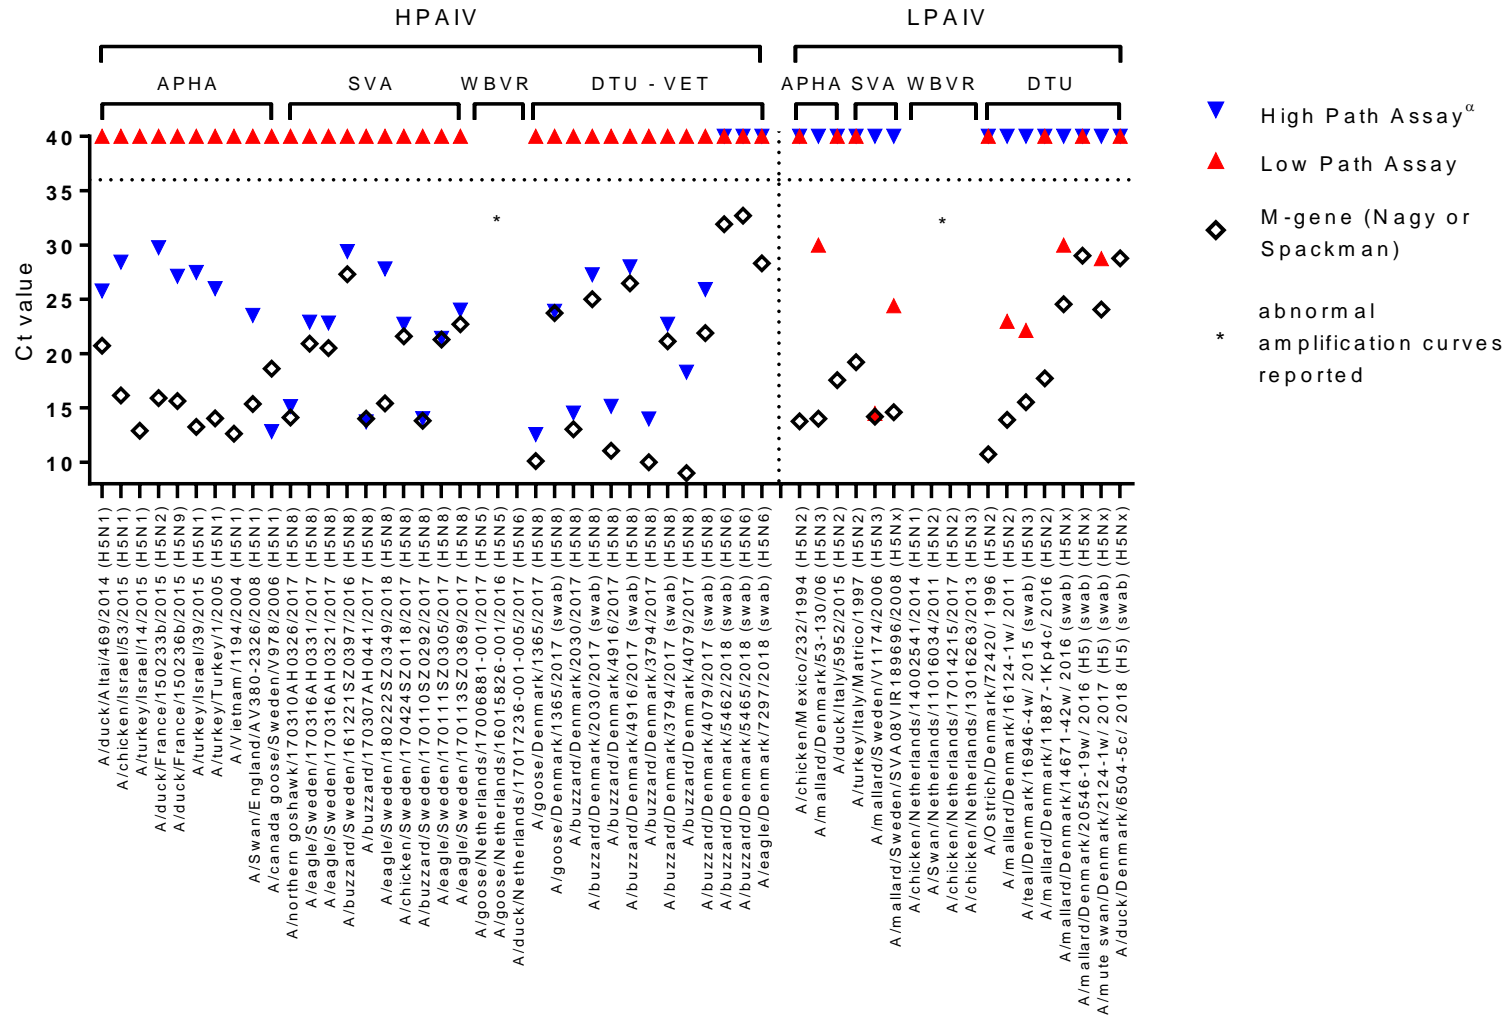 HPAIV
LPAIV
APHA
SVA
WBVR
DTU - VET
APHA
SVA
WBVR
DTU
High Path Assayα
Low Path Assay
M-gene (Nagy or
Spackman)
*
abnormal
amplification curves
reported
Ct value
40
35
30
25
20
15
10
*
*
A/duck/Altai/469/2014 (H5N1)
A/chicken/Israel/53/2015 (H5N1)
A/turkey/Israel/14/2015 (H5N1)
A/duck/France/15023b/2015 (H5N2)
A/duck/France/150236b/2015 (H5N9)
A/turkey/Israel/39/2015 (H5N1)
A/turkey/Turkey/1/2005 (H5N1)
A/Vietnam/1194/2004 (H5N1)
A/Swan/England/AV380-2326/2008 (H5N1)
A/canada goose/Sweden/V978/2006 (H5N1)
A/northern goshawk/170310AH0326/2017 (H5N8)
A/eagle/Sweden/170316AH0331/2017 (H5N8)
A/eagle/Sweden/170316AH0321/2017 (H5N8)
A/buzzard/Sweden/161221SZ0397/2016 (H5N8)
A/buzzard/170307AH0441/2017 (H5N8)
A/eagle/Sweden/180222SZ0349/2018 (H5N8)
A/chicken/Sweden/170424SZ0118/2017 (H5N8)
A/buzzard/Sweden/170110SZ0292/2017 (H5N8)
A/eagle/Sweden/170111SZ0305/2017 (H5N8)
A/eagle/Sweden/170113SZ0369/2017 (H5N8)
A/goose/Netherlands/17006881-001/2017 (H5N5)
A/goose/Netherlands/16015826-001/2016 (H5N5)
A/duck/Netherlands/17017236-001-005/2017 (H5N6)
A/goose/Denmark/1365/2017 (H5N8)
A/goose/Denmark/1365/2017 (swab) (H5N8)
A/buzzard/Denmark/2030/2017 (H5N8)
A/buzzard/Denmark/2030/2017 (swab) (H5N8)
A/buzzard/Denmark/4916/2017 (H5N8)
A/buzzard/Denmark/4916/2017 (swab) (H5N8)
A/buzzard/Denmark/3794/2017 (H5N8)
A/buzzard/Denmark/3794/2017 (swab) (H5N8)
A/buzzard/Denmark/4079/2017 (H5N8)
A/buzzard/Denmark/4079/2017 (swab) (H5N8)
A/buzzard/Denmark/5462/2018 (swab) (H5N6)
A/buzzard/Denmark/5465/2018 (swab) (H5N6)
A/eagle/Denmark/7297/2018 (swab) (H5N6)
A/chicken/Mexico/232/1994 (H5N2)
A/mallard/Denmark/53-130/06 (H5N3)
A/duck/Italy/5952/2015 (H5N2)
A/turkey/Italy/Matrico/1997 (H5N2)
A/mallard/Sweden/V1174/2006 (H5N3)
A/mallard/Sweden/SVA08VIR189696/2008 (H5Nx)
A/chicken/Netherlands/14002541/2014 (H5N1)
A/Swan/Netherlands/11016034/2011 (H5N2)
A/chicken/Netherlands/17014215/2017 (H5N2)
A/chicken/Netherlands/13016263/2013 (H5N3)
A/Ostrich/Denmark/72420/ 1996 (H5N2)
A/mallard/Denmark/16124-1w/ 2011 (H5N2)
A/teal/Denmark/16946-4w/ 2015 (swab) (H5N3)
A/mallard/Denmark/11887-1Kp4c/ 2016 (H5N2)
A/mallard/Denmark/14671-42w/ 2016 (swab) (H5Nx)
A/mallard/Denmark/20546-19w/ 2016 (H5) (swab) (H5Nx)
A/mute swan/Denmark/2124-1w/ 2017 (H5) (swab) (H5Nx)
A/duck/Denmark/6504-5c/ 2018 (H5) (swab) (H5Nx)